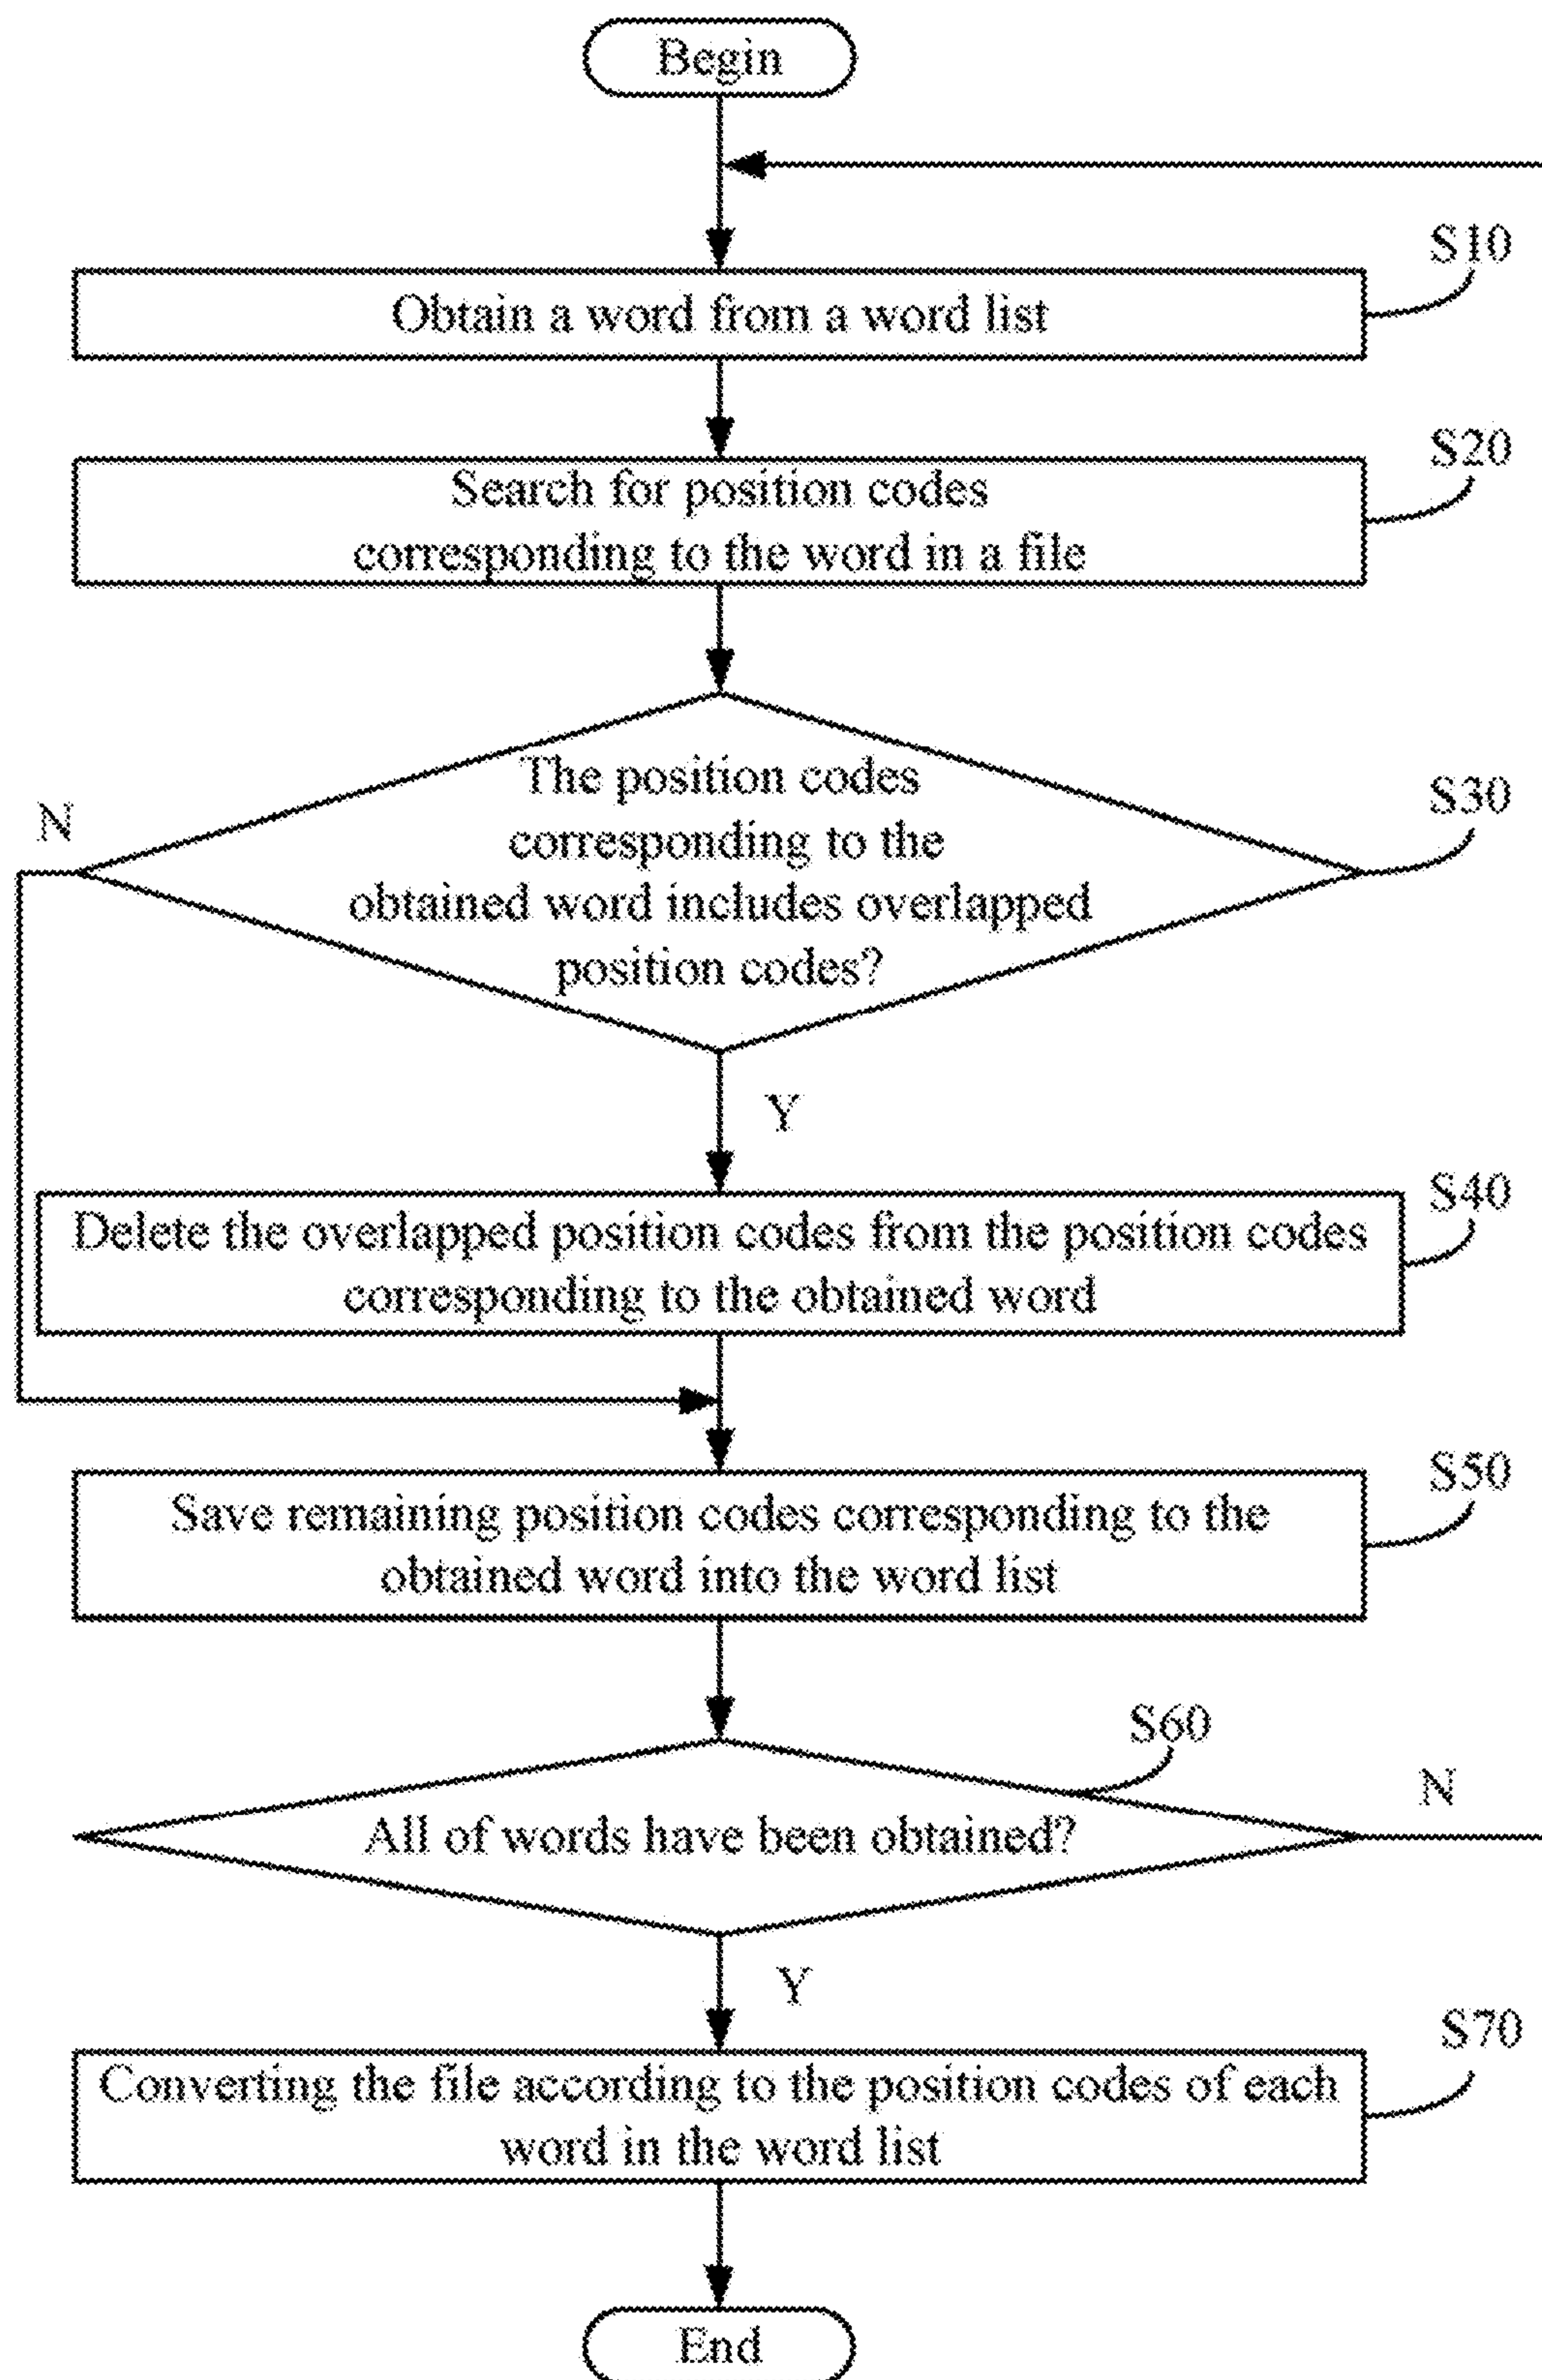 Begin
S10
Obtain a word from a word list
S20
Search for position codes
corresponding to the word in a file
S30
N
The position codes
corresponding to the
obtained word includes overlapped
position codes?
Y
S40
Delete the overlapped position codes from the position codes
corresponding to the obtained word
S50
Save remaining position codes corresponding to the
obtained word into the word list
S60
N
All of words have been obtained?
Y
S70
Converting the file according to the position codes of each
word in the word list
End